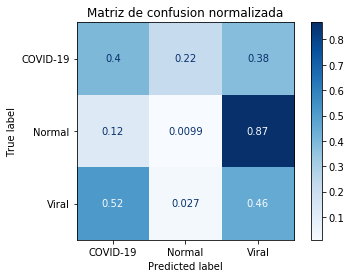 Matriz de confusion normalizada
True label
COVID-19 0.4 0.22 0.38
Normal 0.12 0.0099 0.87
Viral 0.52 0.027 0.46
COVID-19 Normal Viral
Predicted label
0.8
0.7
0.6
0.5
0.4
0.3
0.2
0.1